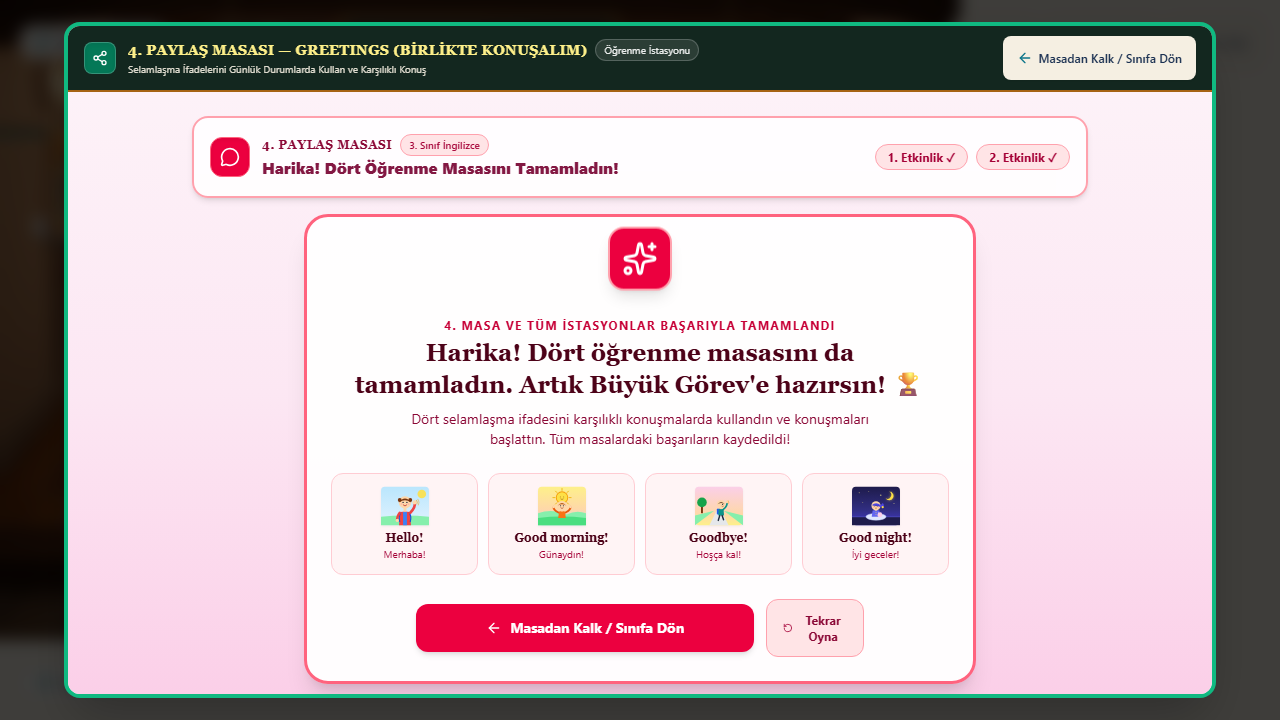 4. PAYLAŞ MASASI — GREETINGS (BİRLİKTE KONUŞALIM)
Öğrenme İstasyonu
Selamlaşma İfadelerini Günlük Durumlarda Kullan ve Karşılıklı Konuş
Masadan Kalk / Sınıfa Dön
4. PAYLAŞ MASASI
3. Sınıf İngilizce
Harika! Dört Öğrenme Masasını Tamamladın!
1. Etkinlik ✓
2. Etkinlik ✓
4. MASA VE TÜM İSTASYONLAR BAŞARIYLA TAMAMLANDI
Harika! Dört öğrenme masasını da
tamamladın. Artık Büyük Görev'e hazırsın! 🏆
Dört selamlaşma ifadesini karşılıklı konuşmalarda kullandın ve konuşmaları
başlattın. Tüm masalardaki başarıların kaydedildi!
Hello!
Merhaba!
Good morning!
Günaydın!
Goodbye!
Hoşça kal!
Good night!
İyi geceler!
Masadan Kalk / Sınıfa Dön
Tekrar
Oyna